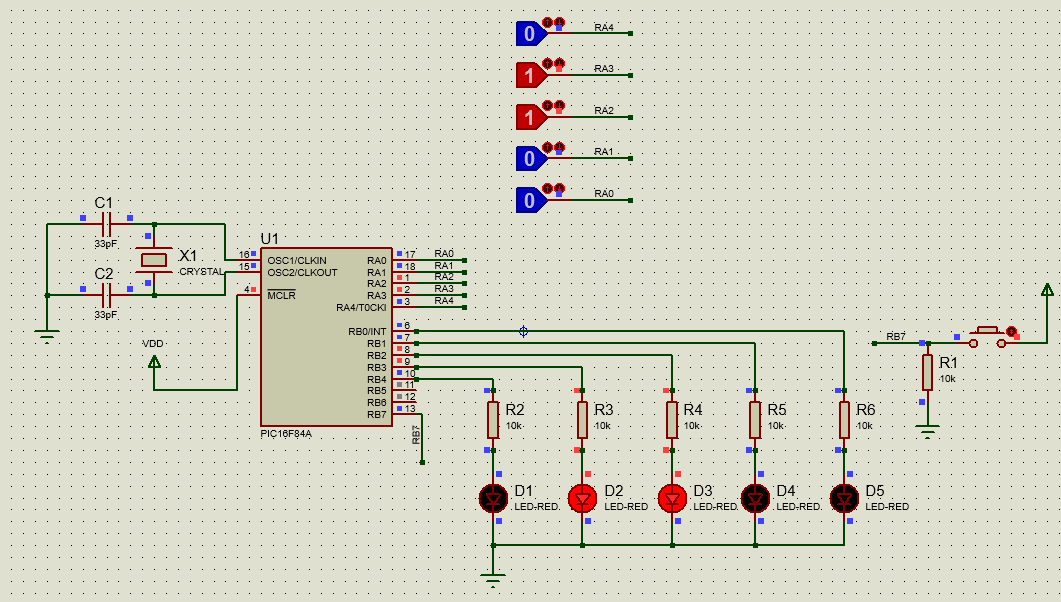 0 RA4
1 RA3
1 RA2
0 RA1
0 RA0
C1
33pF
X1
CRYSTAL
C2
33pF
VDD
U1
16 OSC1/CLKIN RA0 17 RA0
15 OSC2/CLKOUT RA1 18 RA1
RA2 1 RA2
4 MCLR RA3 2 RA3
RA4/T0CKI 3 RA4
RB0/INT 6
RB1 7
RB2 8
RB3 9
RB4 10
RB5 11
RB6 12
RB7 13
PIC16F84A
RB7
RB7
R1
10k
R2
10k
R3
10k
R4
10k
R5
10k
R6
10k
D1
LED-RED
D2
LED-RED
D3
LED-RED
D4
LED-RED
D5
LED-RED